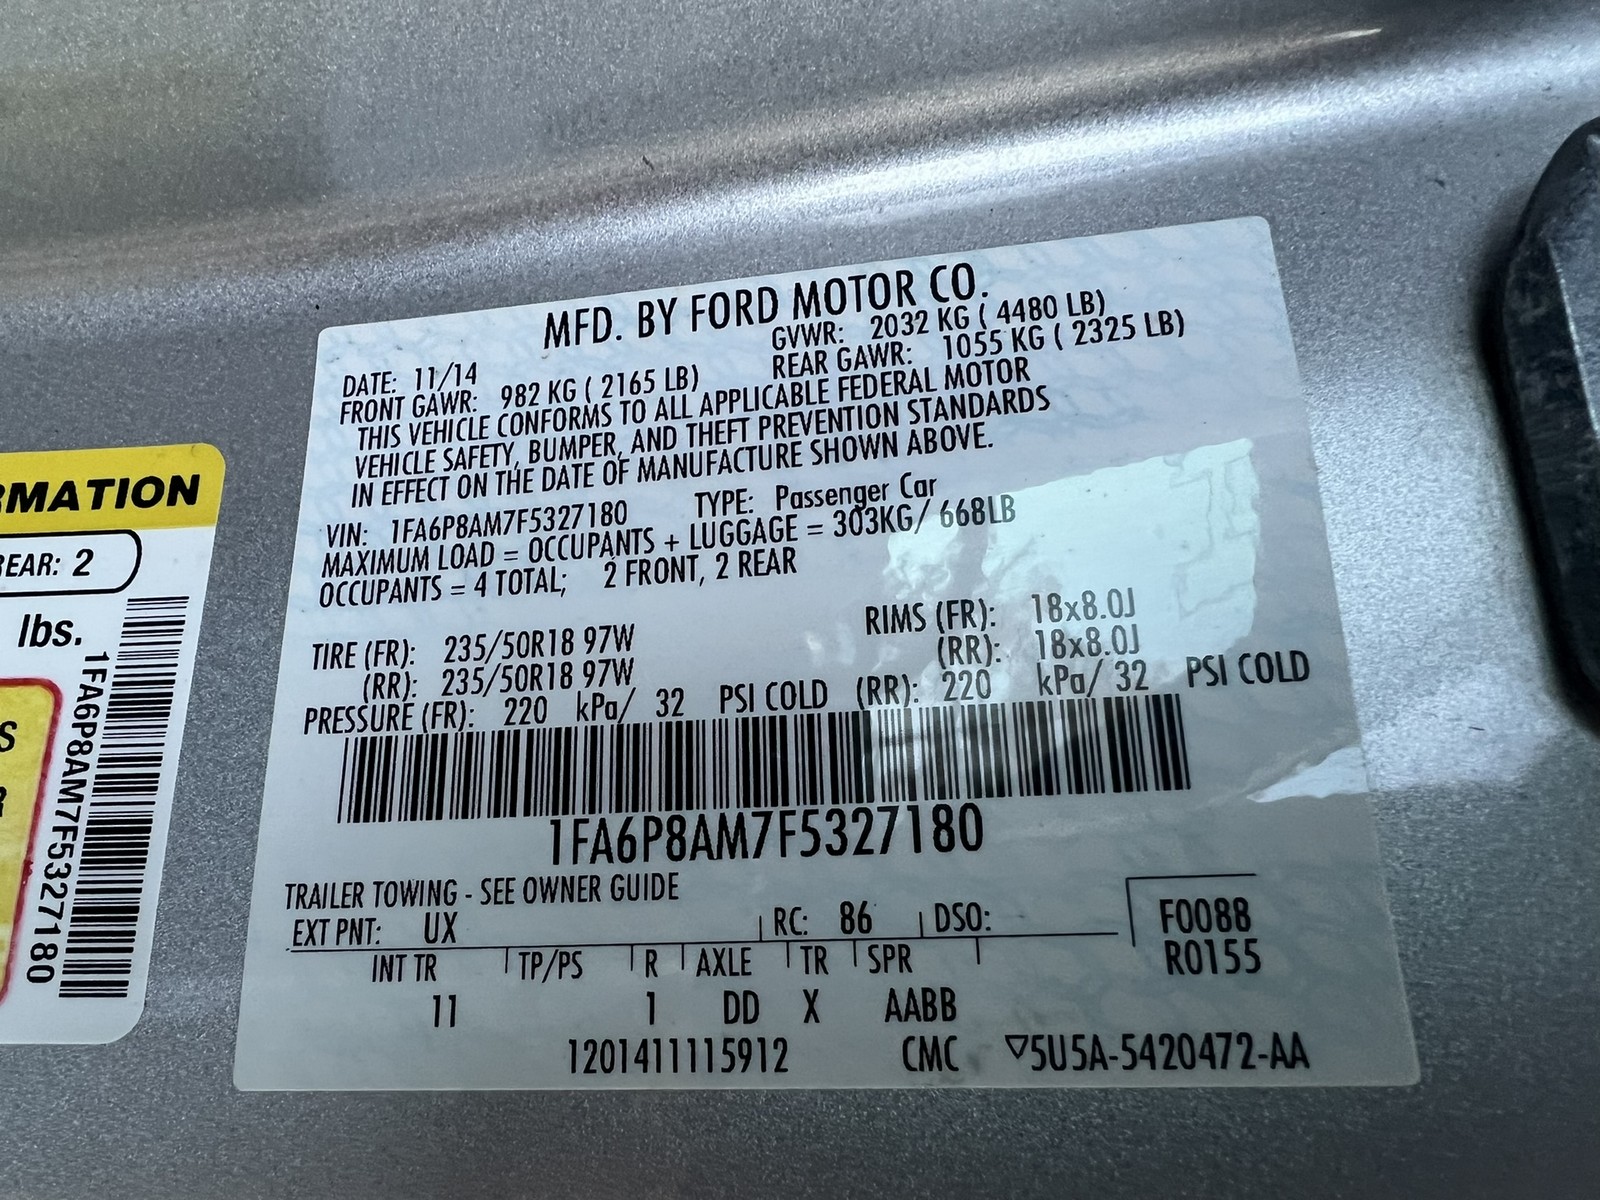 MFD. BY FORD MOTOR CO.
DATE: 11/14 GVWR: 2032 KG ( 4480 LB)
FRONT GAWR: 982 KG ( 2165 LB) REAR GAWR: 1055 KG ( 2325 LB)
THIS VEHICLE CONFORMS TO ALL APPLICABLE FEDERAL MOTOR
VEHICLE SAFETY, BUMPER, AND THEFT PREVENTION STANDARDS
IN EFFECT ON THE DATE OF MANUFACTURE SHOWN ABOVE.
VIN: 1FA6P8AM7F5327180 TYPE: Passenger Car
MAXIMUM LOAD = OCCUPANTS + LUGGAGE = 303KG/ 668LB
OCCUPANTS = 4 TOTAL; 2 FRONT, 2 REAR
TIRE (FR): 235/50R18 97W RIMS (FR): 18x8.0J
(RR): 235/50R18 97W (RR): 18x8.0J
PRESSURE (FR): 220 kPa/ 32 PSI COLD (RR): 220 kPa/ 32 PSI COLD
1FA6P8AM7F5327180
TRAILER TOWING - SEE OWNER GUIDE
EXT PNT: UX RC: 86 DSO: F0088
R0155
INT TR TP/PS R AXLE TR SPR
11 1 DD X AABB
1201411115912 CMC ▽5U5A-5420472-AA
RMATION
REAR: 2
lbs.
S
R
1FA6P8AM7F5327180